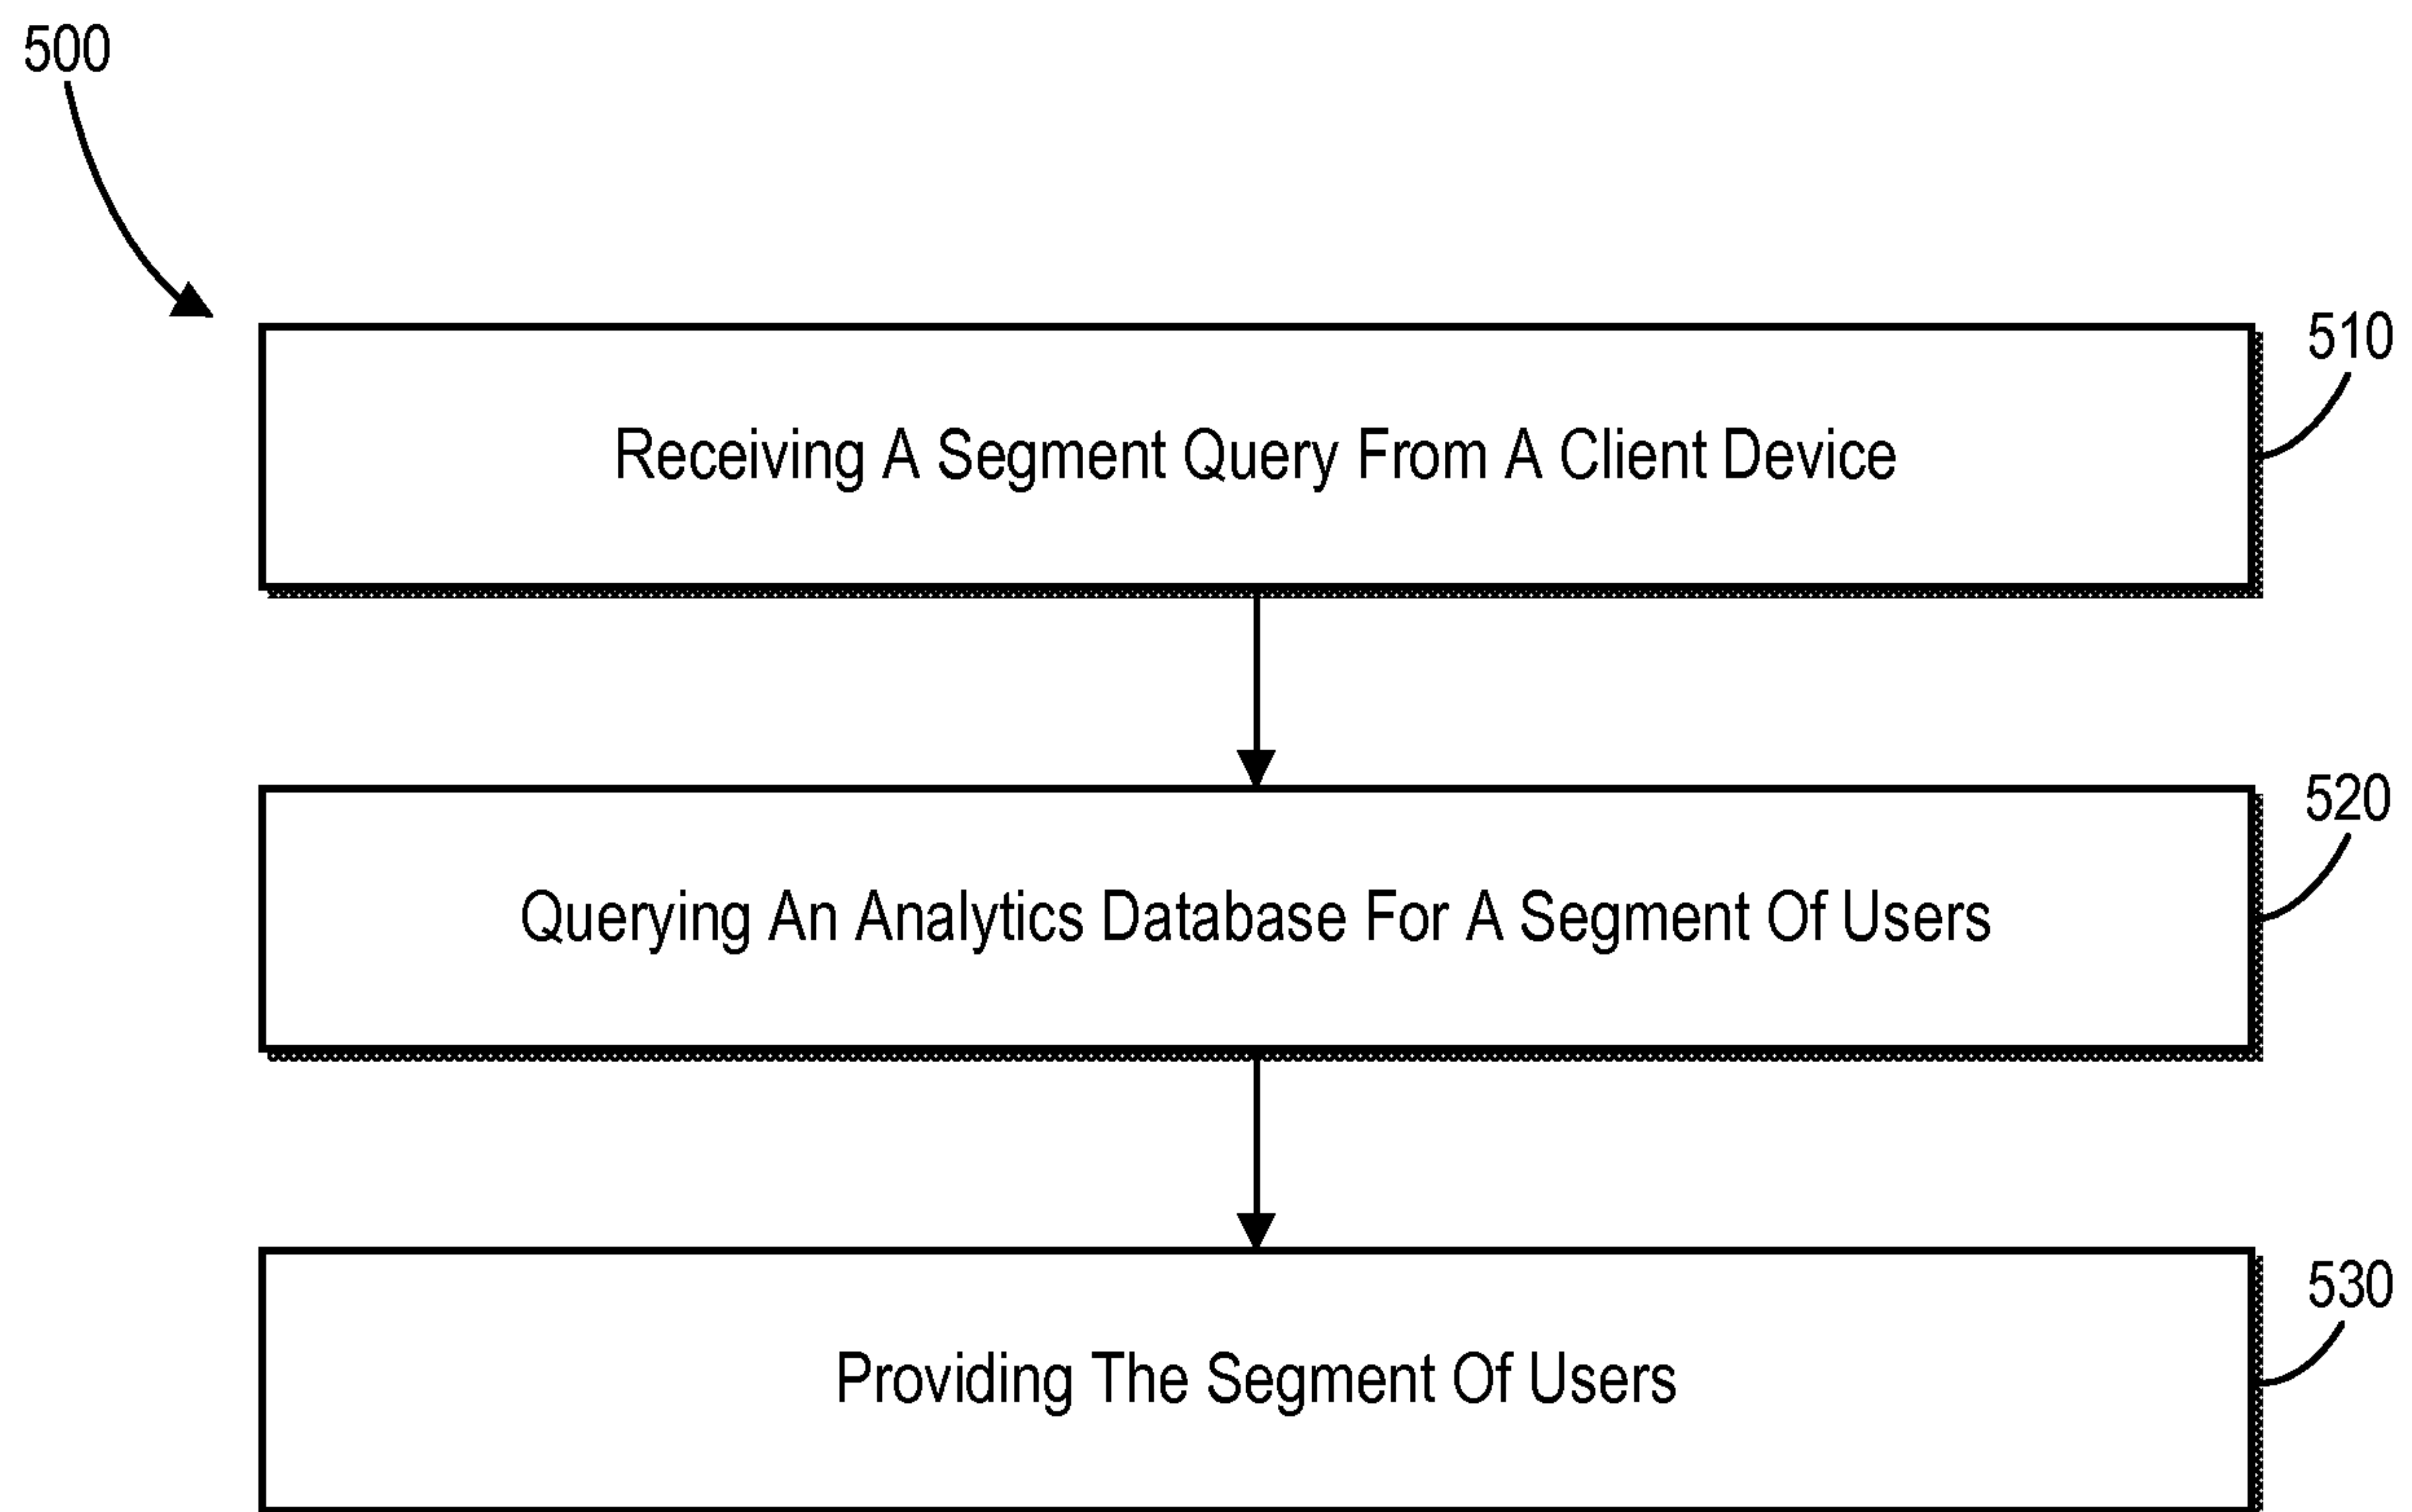 500
510
Receiving A Segment Query From A Client Device
520
Querying An Analytics Database For A Segment Of Users
530
Providing The Segment Of Users